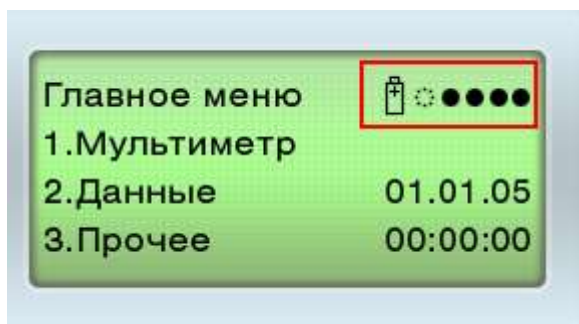 Главное меню
1.Мультиметр
2.Данные 01.01.05
3.Прочее 00:00:00